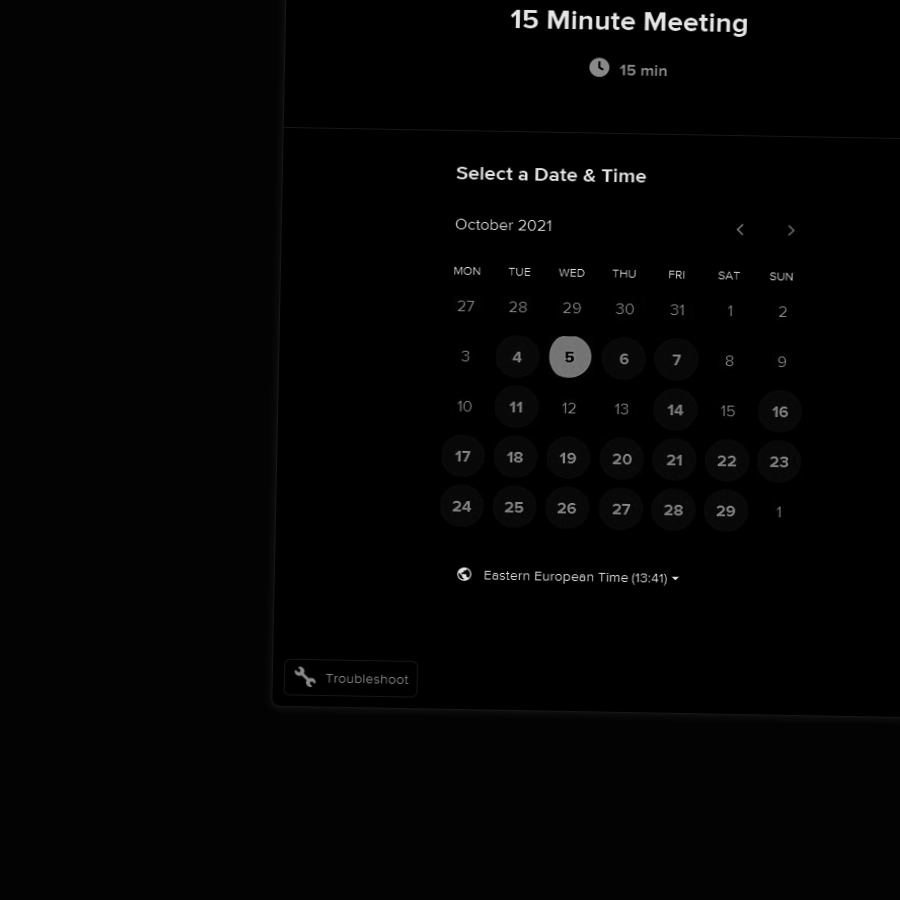 15 Minute Meeting
15 min
Select a Date & Time
October 2021
MON TUE WED THU FRI SAT SUN
27 28 29 30 31 1 2
3 4 5 6 7 8 9
10 11 12 13 14 15 16
17 18 19 20 21 22 23
24 25 26 27 28 29 1
Eastern European Time (13:41)
Troubleshoot